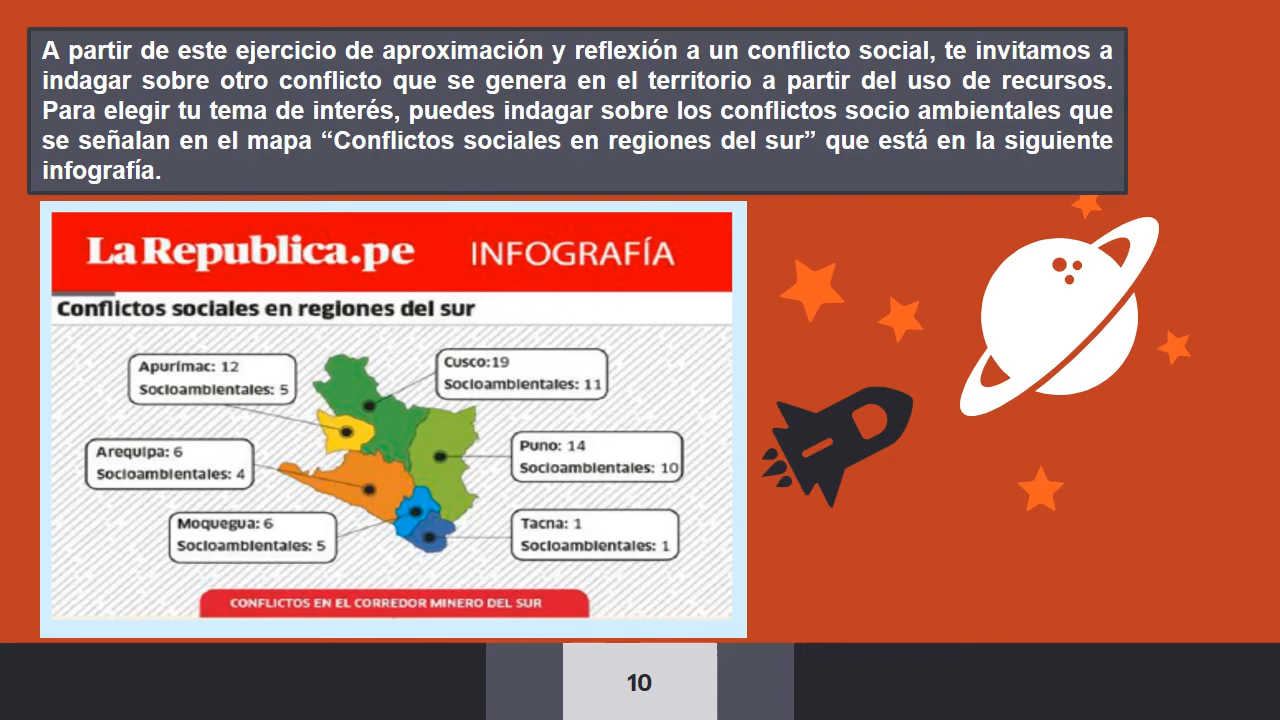 A partir de este ejercicio de aproximación y reflexión a un conflicto social, te invitamos a
indagar sobre otro conflicto que se genera en el territorio a partir del uso de recursos.
Para elegir tu tema de interés, puedes indagar sobre los conflictos socio ambientales que
se señalan en el mapa “Conflictos sociales en regiones del sur” que está en la siguiente
infografía.
LaRepublica.pe INFOGRAFÍA
Conflictos sociales en regiones del sur
Apurímac: 12
Socioambientales: 5
Cusco:19
Socioambientales: 11
Arequipa: 6
Socioambientales: 4
Puno: 14
Socioambientales: 10
Moquegua: 6
Socioambientales: 5
Tacna: 1
Socioambientales: 1
CONFLICTOS EN EL CORREDOR MINERO DEL SUR
10